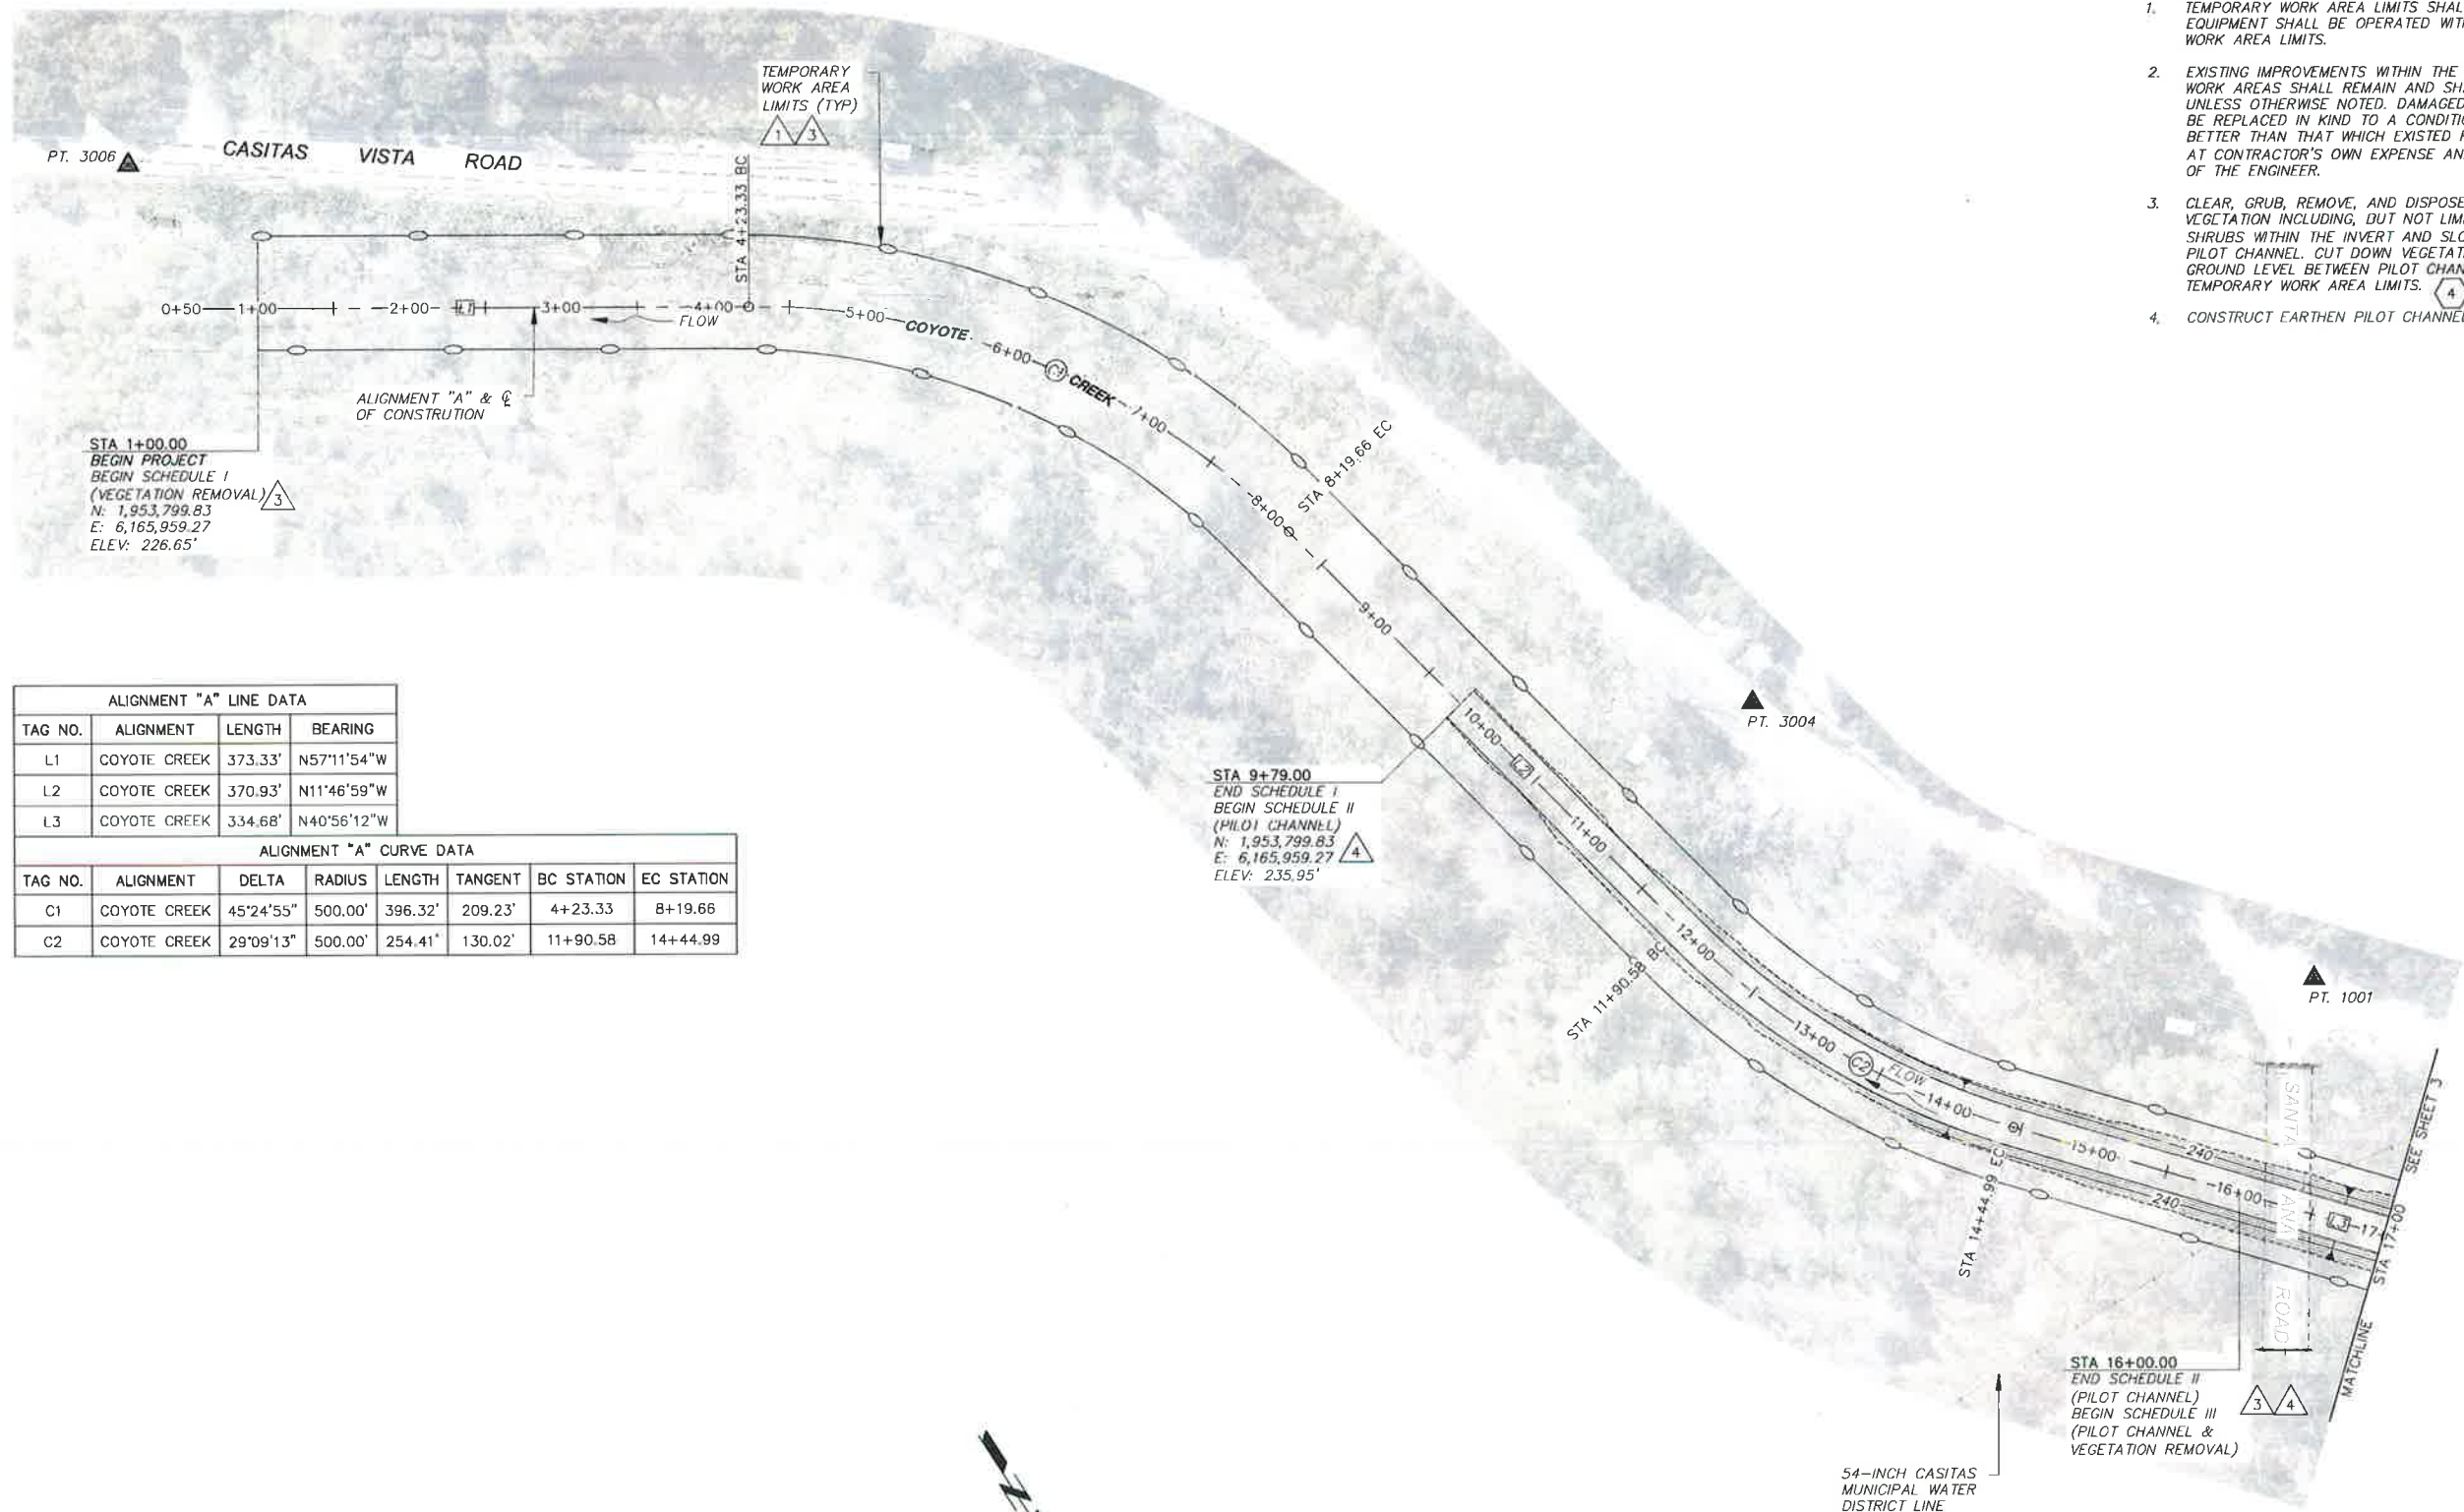 1. TEMPORARY WORK AREA LIMITS SHAL
EQUIPMENT SHALL BE OPERATED WIT
WORK AREA LIMITS.
2. EXISTING IMPROVEMENTS WITHIN THE
WORK AREAS SHALL REMAIN AND SH
UNLESS OTHERWISE NOTED. DAMAGED
BE REPLACED IN KIND TO A CONDITI
BETTER THAN THAT WHICH EXISTED
AT CONTRACTOR'S OWN EXPENSE AN
OF THE ENGINEER.
3. CLEAR, GRUB, REMOVE, AND DISPOSE
VEGETATION INCLUDING, BUT NOT LIM
SHRUBS WITHIN THE INVERT AND SLO
PILOT CHANNEL. CUT DOWN VEGETAT
GROUND LEVEL BETWEEN PILOT CHAN
TEMPORARY WORK AREA LIMITS. 4
4. CONSTRUCT EARTHEN PILOT CHANNEL
TEMPORARY
WORK AREA
LIMITS (TYP)
1 3
PT. 3006
CASITAS VISTA ROAD
STA 4+23.33 BC
0+50 1+00 2+00 L1 3+00 4+00 5+00 COYOTE 6+00 C1 CREEK 7+00
FLOW
ALIGNMENT "A" & ℄
OF CONSTRUTION
STA 1+00.00
BEGIN PROJECT
BEGIN SCHEDULE I
(VEGETATION REMOVAL) 3
N: 1,953,799.83
E: 6,165,959.27
ELEV: 226.65'
8+00
STA 8+19.66 EC
9+00
10+00
L2
11+00
PT. 3004
STA 9+79.00
END SCHEDULE I
BEGIN SCHEDULE II
(PILOT CHANNEL)
N: 1,953,799.83
E: 6,165,959.27 4
ELEV: 235.95'
ALIGNMENT "A" LINE DATA
TAG NO. ALIGNMENT LENGTH BEARING
L1 COYOTE CREEK 373.33' N57°11'54"W
L2 COYOTE CREEK 370.93' N11°46'59"W
L3 COYOTE CREEK 334.68' N40°56'12"W
ALIGNMENT "A" CURVE DATA
TAG NO. ALIGNMENT DELTA RADIUS LENGTH TANGENT BC STATION EC STATION
C1 COYOTE CREEK 45°24'55" 500.00' 396.32' 209.23' 4+23.33 8+19.66
C2 COYOTE CREEK 29°09'13" 500.00' 254.41' 130.02' 11+90.58 14+44.99
12+00
STA 11+90.58 BC
13+00
C2
FLOW
14+00
15+00
240
16+00
240
L3
17
PT. 1001
STA 14+44.99 EC
SANTA ANA ROAD
MATCHLINE STA 17+00 SEE SHEET 3
STA 16+00.00
END SCHEDULE II
(PILOT CHANNEL)
BEGIN SCHEDULE III
(PILOT CHANNEL &
VEGETATION REMOVAL)
3 4
54-INCH CASITAS
MUNICIPAL WATER
DISTRICT LINE